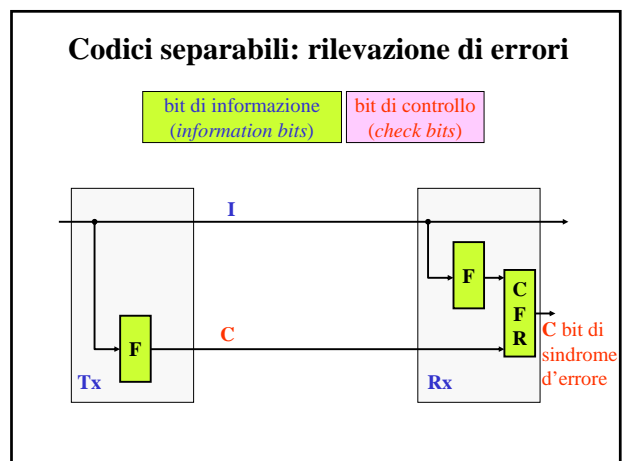 Codici separabili: rilevazione di errori
bit di informazione
(information bits)
bit di controllo
(check bits)
I
F
C
F
R
F
C
C bit di
sindrome
d'errore
Tx
Rx